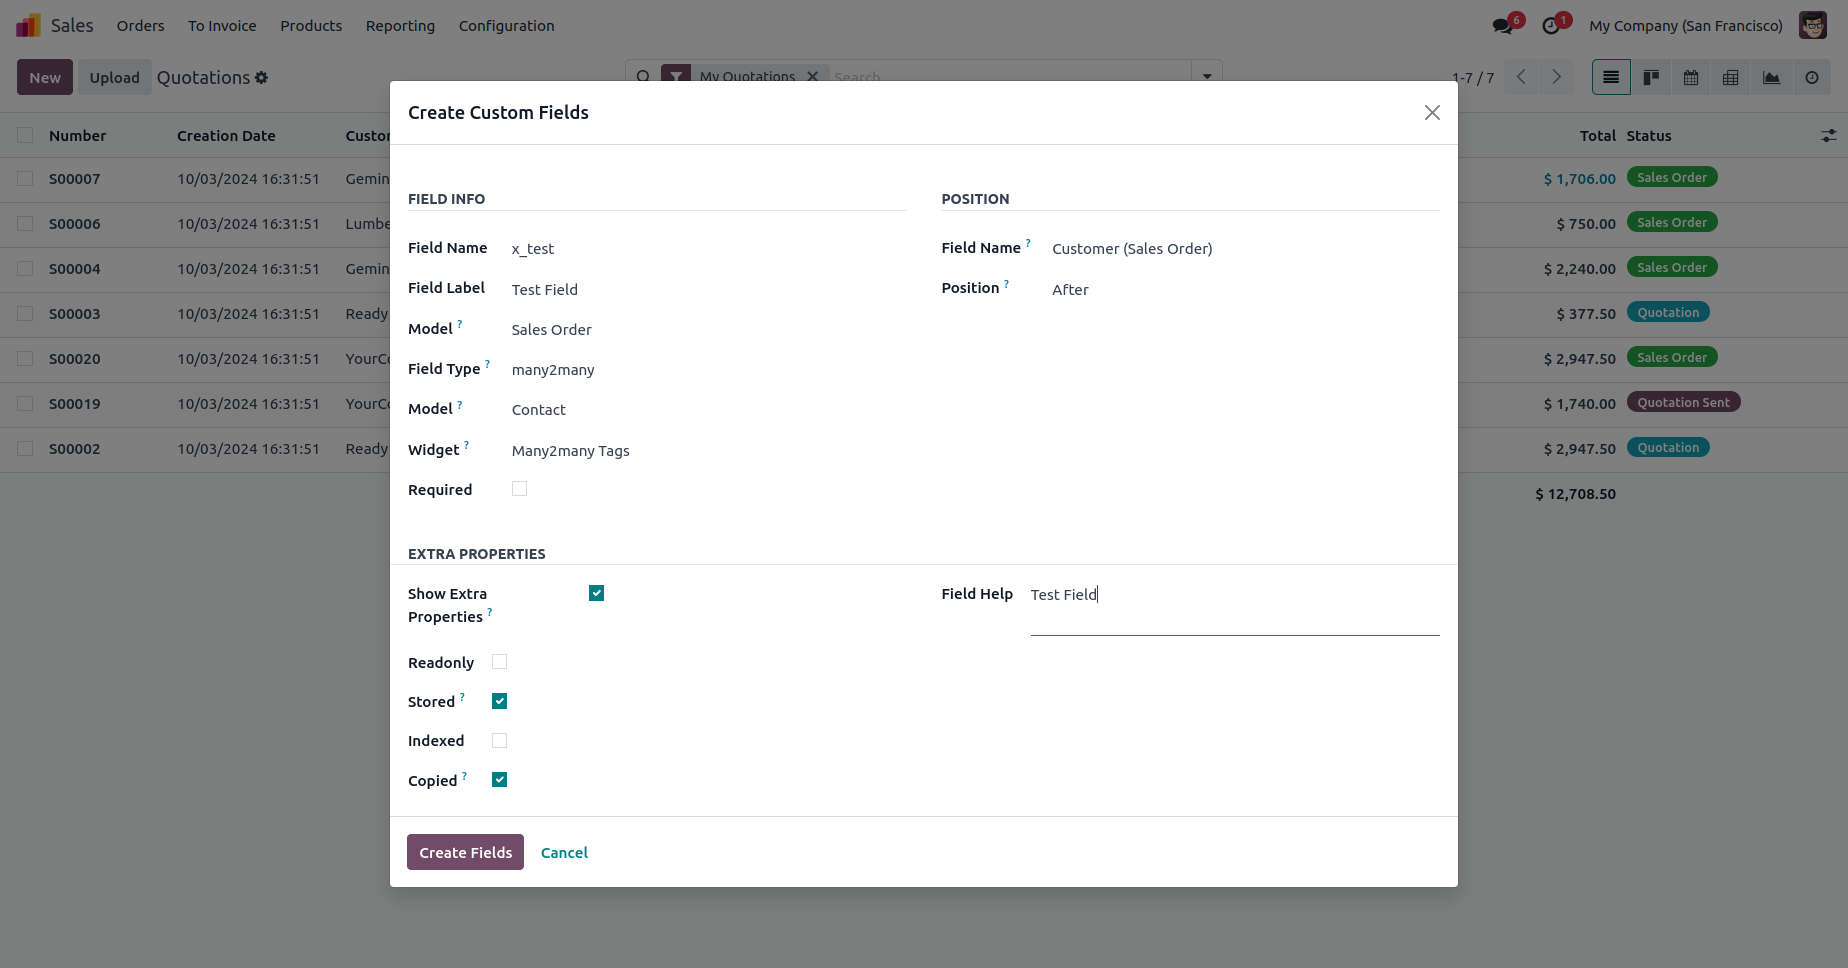 Sales Orders To Invoice Products Reporting Configuration 6 1 My Company (San Francisco)
New Upload Quotations My Quotations Search 1-7 / 7
Create Custom Fields
Number Creation Date Total Status
S00007 10/03/2024 16:31:51 Gemin $ 1,706.00 Sales Order
S00006 10/03/2024 16:31:51 Lumbe $ 750.00 Sales Order
S00004 10/03/2024 16:31:51 Gemin $ 2,240.00 Sales Order
S00003 10/03/2024 16:31:51 Ready $ 377.50 Quotation
S00020 10/03/2024 16:31:51 YourCo $ 2,947.50 Sales Order
S00019 10/03/2024 16:31:51 YourCo $ 1,740.00 Quotation Sent
S00002 10/03/2024 16:31:51 Ready $ 2,947.50 Quotation
$ 12,708.50
FIELD INFO
Field Name x_test
Field Label Test Field
Model ? Sales Order
Field Type ? many2many
Model ? Contact
Widget ? Many2many Tags
Required
POSITION
Field Name ? Customer (Sales Order)
Position ? After
EXTRA PROPERTIES
Show Extra
Properties ?
Field Help Test Field
Readonly
Stored ?
Indexed
Copied ?
Create Fields Cancel